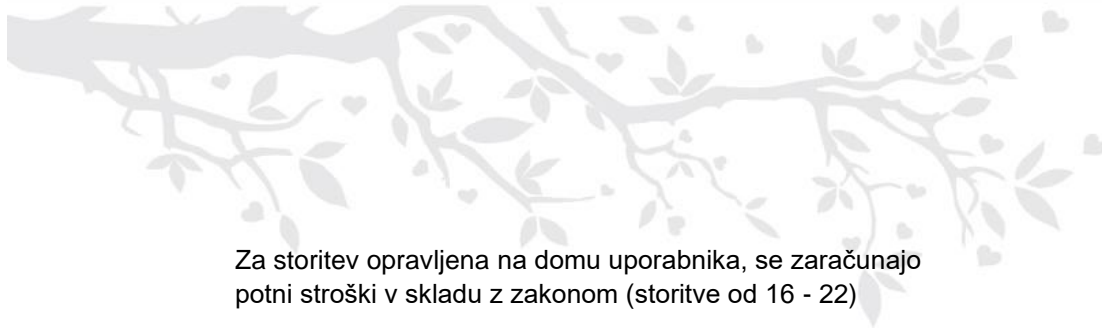 Za storitev opravljena na domu uporabnika, se zaračunajo
potni stroški v skladu z zakonom (storitve od 16 - 22)